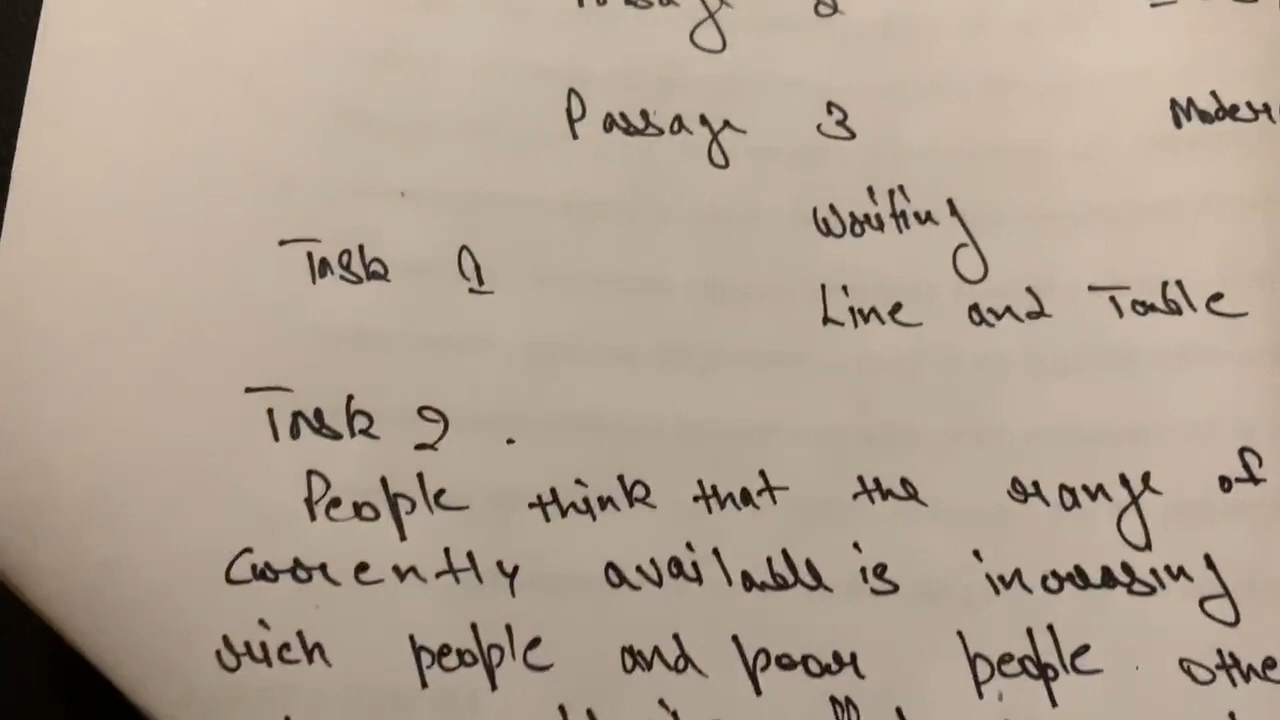 Passage 3
Writing
Task 1
Line and Table
Task 2.
People think that the range of
Currently available is increasing
rich people and poor people. othe